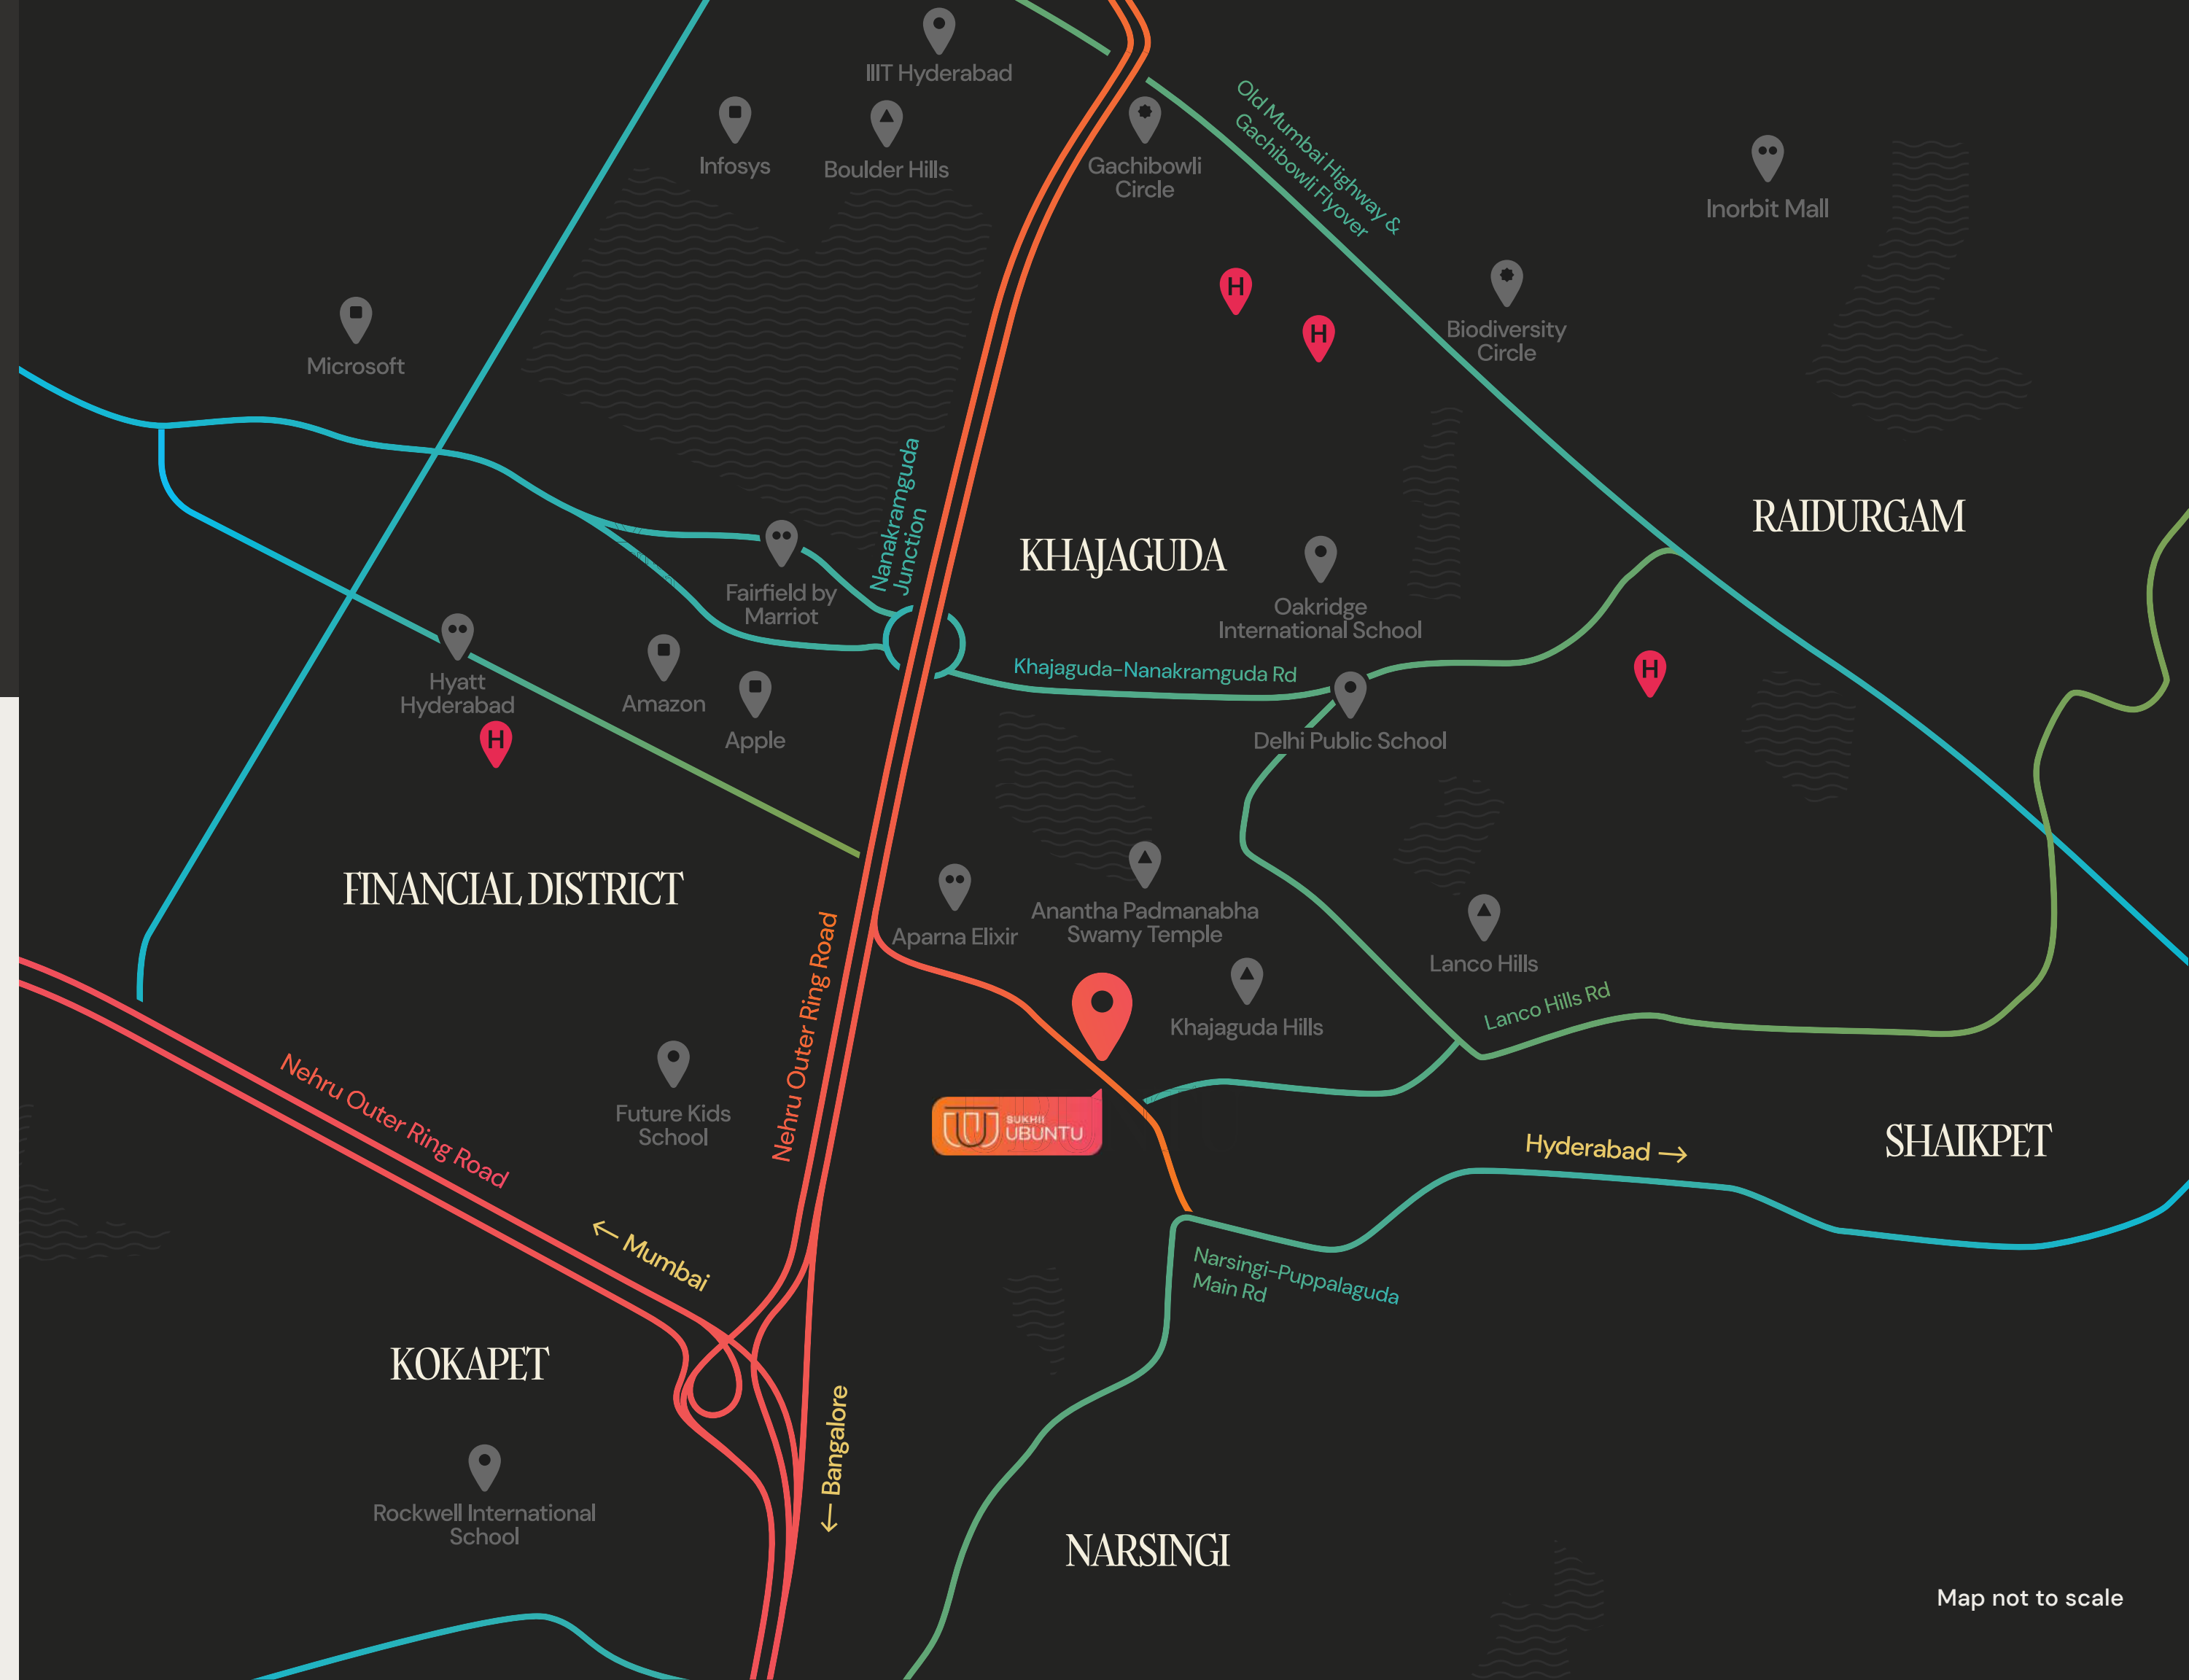 IIIT Hyderabad
Infosys
Boulder Hills
Gachibowli
Circle
Old Mumbai Highway &
Gachibowli Flyover
Inorbit Mall
H
H
Biodiversity
Circle
Microsoft
Nanakramguda
Junction
RAIDURGAM
KHAJAGUDA
Fairfield by
Marriot
Oakridge
International School
Khajaguda-Nanakramguda Rd
H
Hyatt
Hyderabad
H
Amazon
Apple
Delhi Public School
FINANCIAL DISTRICT
Aparna Elixir
Anantha Padmanabha
Swamy Temple
Lanco Hills
Lanco Hills Rd
Khajaguda Hills
Nehru Outer Ring Road
Nehru Outer Ring Road
Future Kids
School
SUKHII
UBUNTU
SHAIKPET
Hyderabad →
← Mumbai
Narsingi-Puppalaguda
Main Rd
KOKAPET
← Bangalore
Rockwell International
School
NARSINGI
Map not to scale